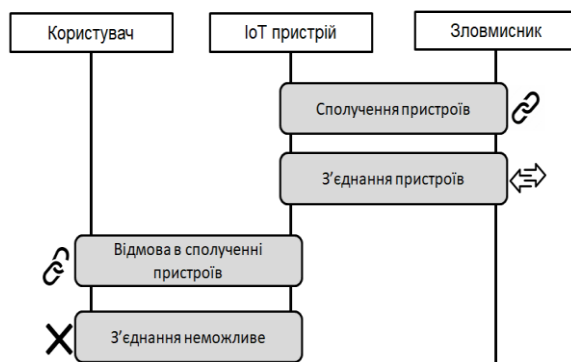 Користувач
IoT пристрій
Зловмисник
Сполучення пристроїв
З'єднання пристроїв
Відмова в сполученні
пристроїв
З'єднання неможливе